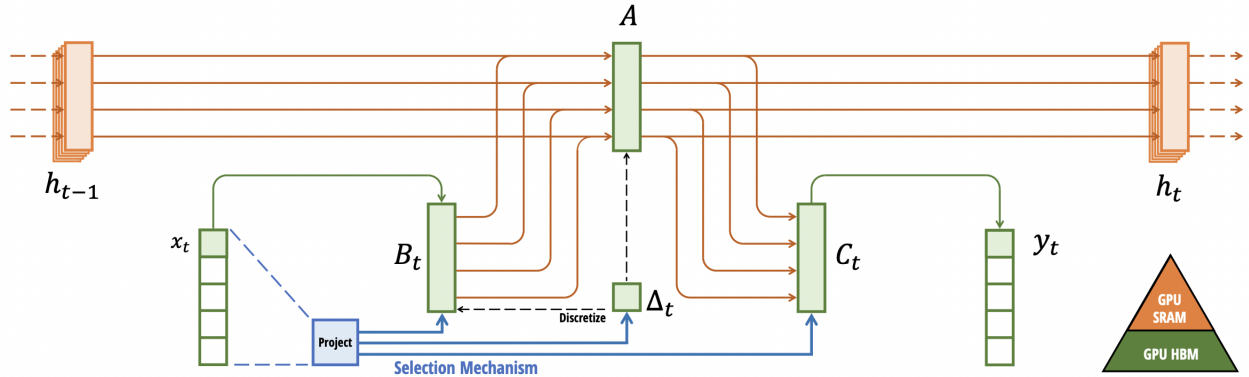 A
h_{t-1}
h_t
x_t
B_t
C_t
y_t
Δ_t
Discretize
Project
Selection Mechanism
GPU
SRAM
GPU HBM